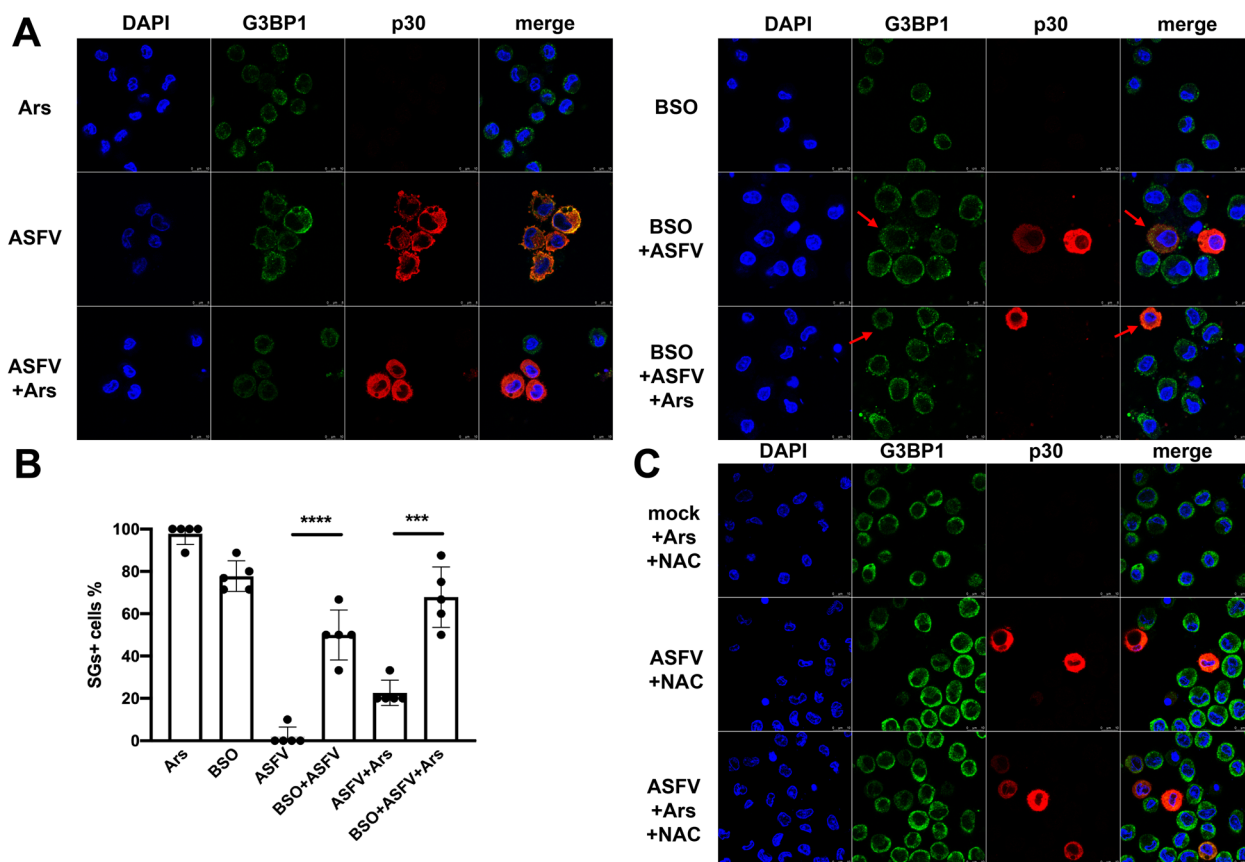 A
DAPI G3BP1 p30 merge
Ars
ASFV
ASFV
+Ars
DAPI G3BP1 p30 merge
BSO
BSO
+ASFV
BSO
+ASFV
+Ars
B
SGs+ cells %
100
80
60
40
20
0
**** ***
Ars BSO ASFV BSO+ASFV ASFV+Ars BSO+ASFV+Ars
C
DAPI G3BP1 p30 merge
mock
+Ars
+NAC
ASFV
+NAC
ASFV
+Ars
+NAC